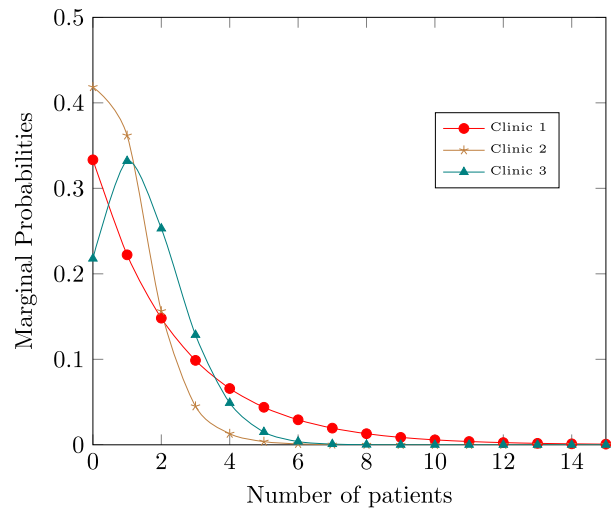 0.5
0.4
0.3
0.2
0.1
0
Marginal Probabilities
Clinic 1
Clinic 2
Clinic 3
0 2 4 6 8 10 12 14
Number of patients